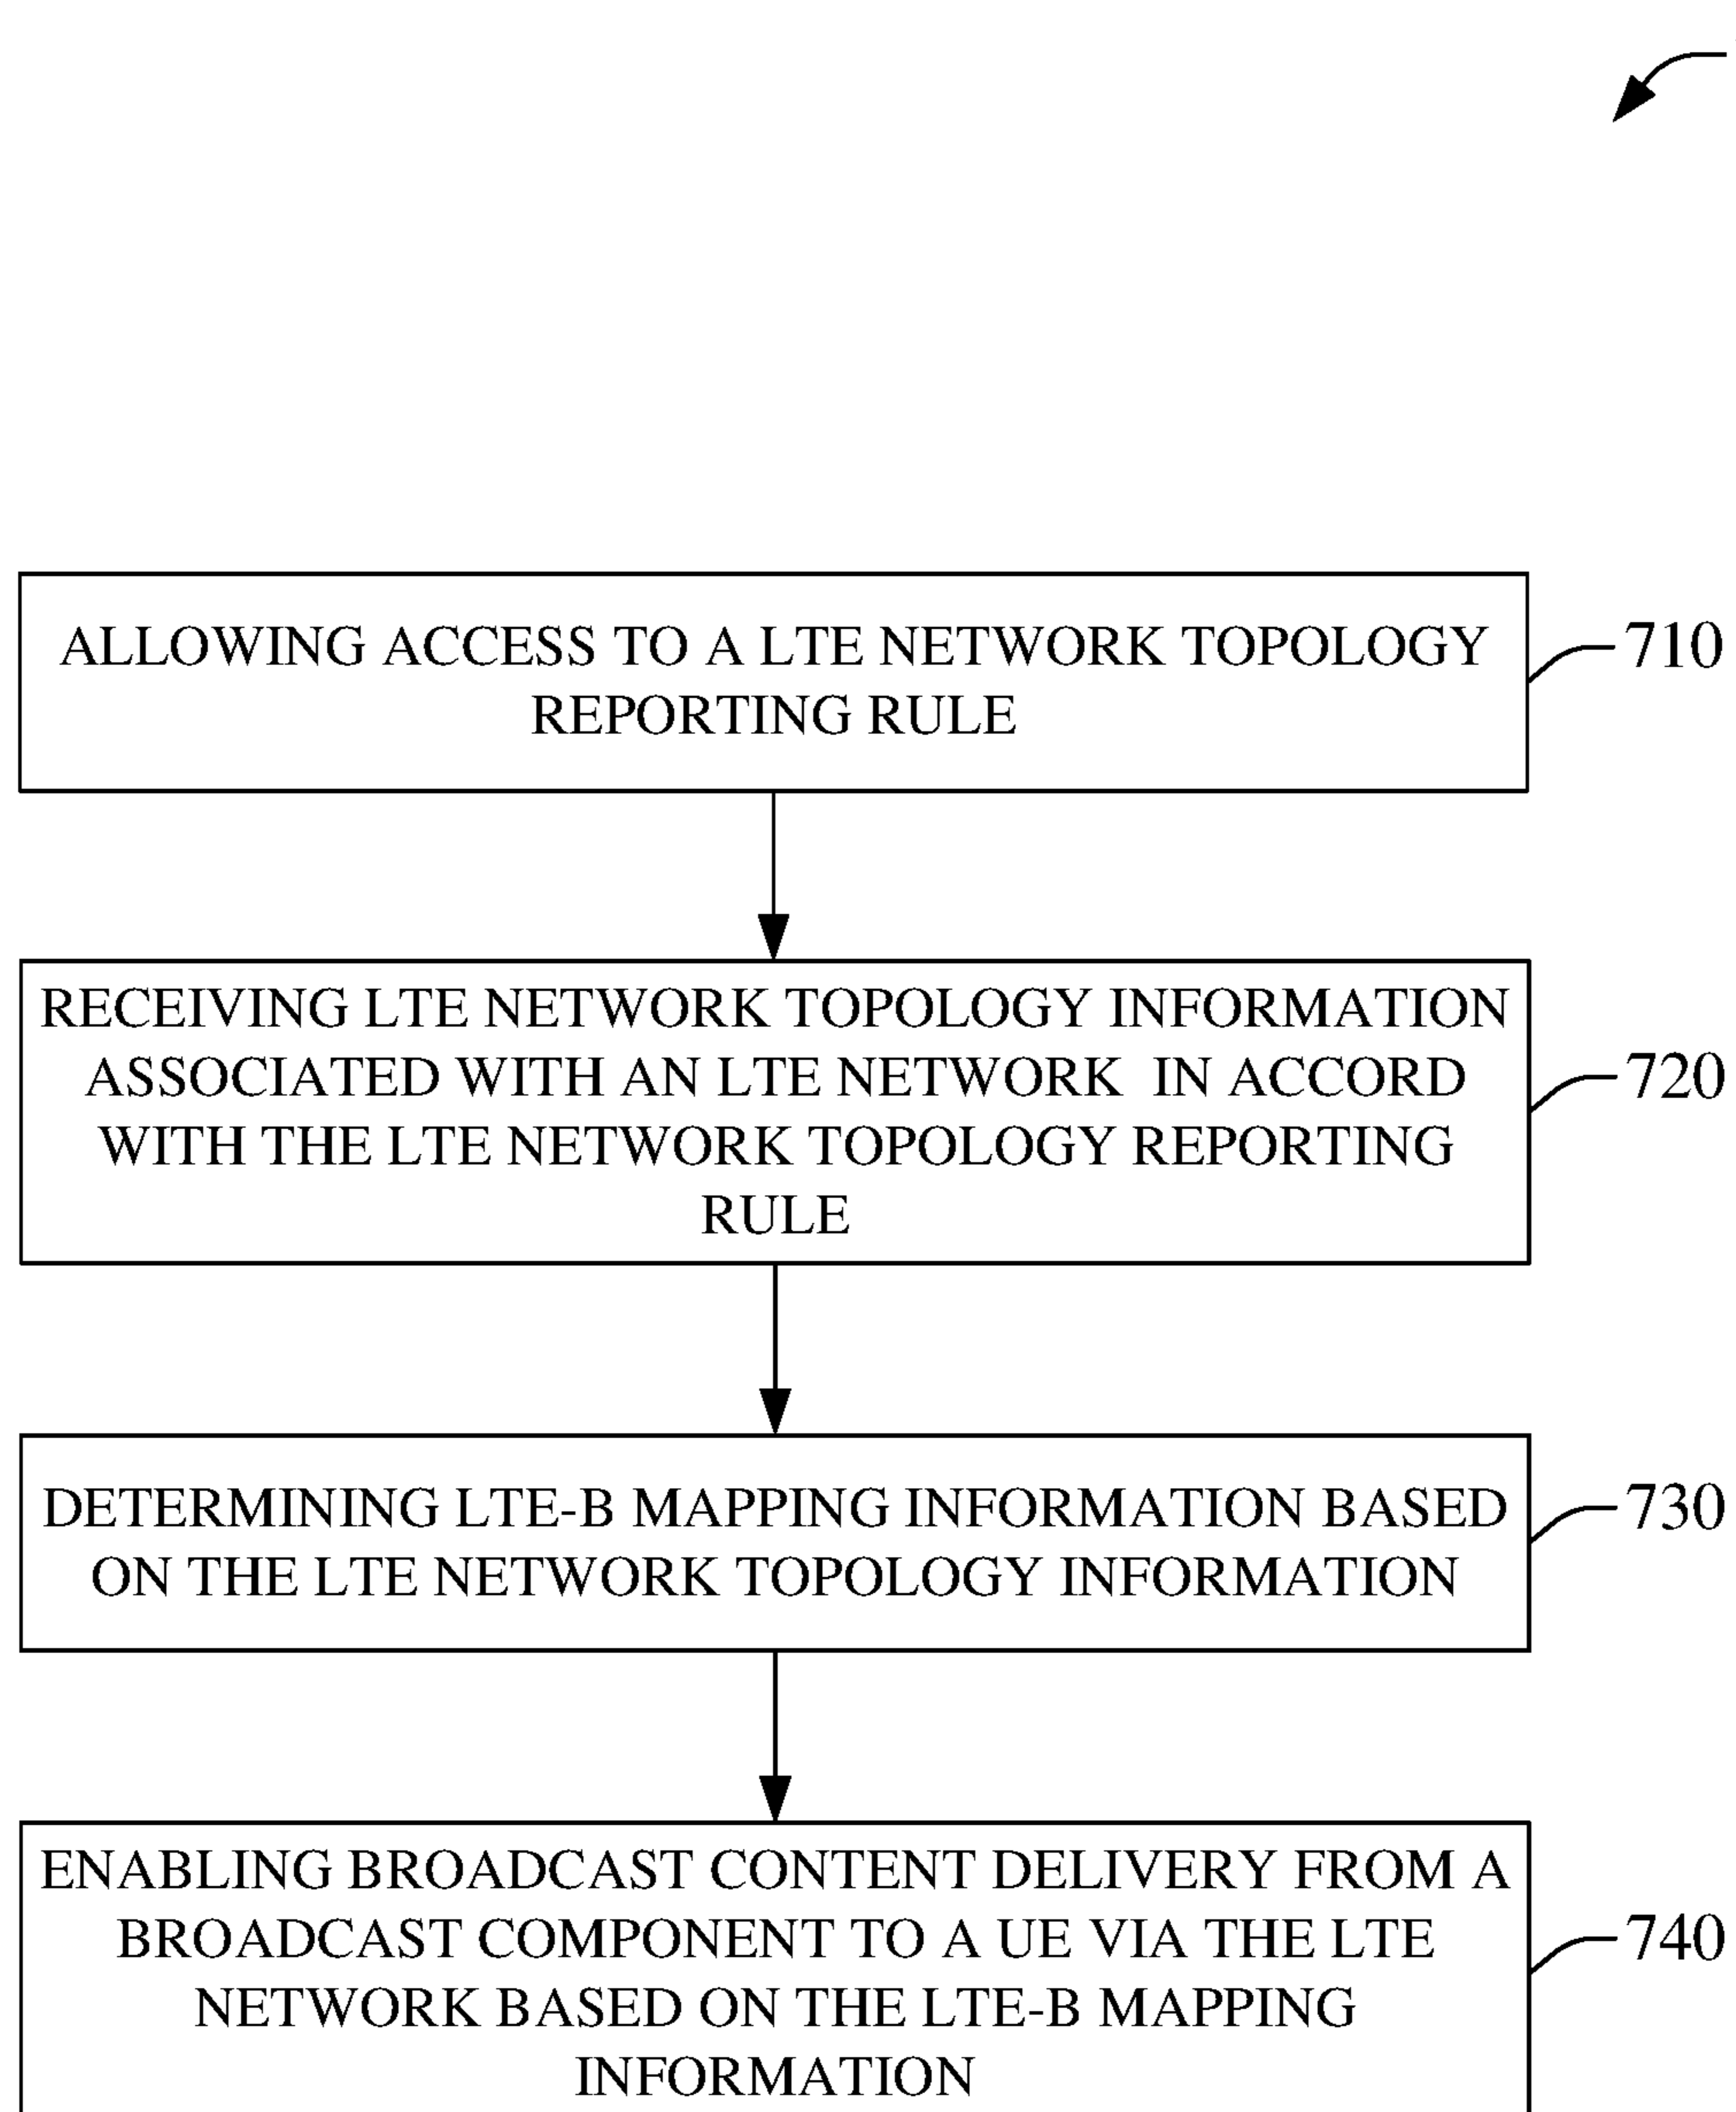 ALLOWING ACCESS TO A LTE NETWORK TOPOLOGY
REPORTING RULE
710
RECEIVING LTE NETWORK TOPOLOGY INFORMATION
ASSOCIATED WITH AN LTE NETWORK IN ACCORD
WITH THE LTE NETWORK TOPOLOGY REPORTING
RULE
720
DETERMINING LTE-B MAPPING INFORMATION BASED
ON THE LTE NETWORK TOPOLOGY INFORMATION
730
ENABLING BROADCAST CONTENT DELIVERY FROM A
BROADCAST COMPONENT TO A UE VIA THE LTE
NETWORK BASED ON THE LTE-B MAPPING
INFORMATION
740